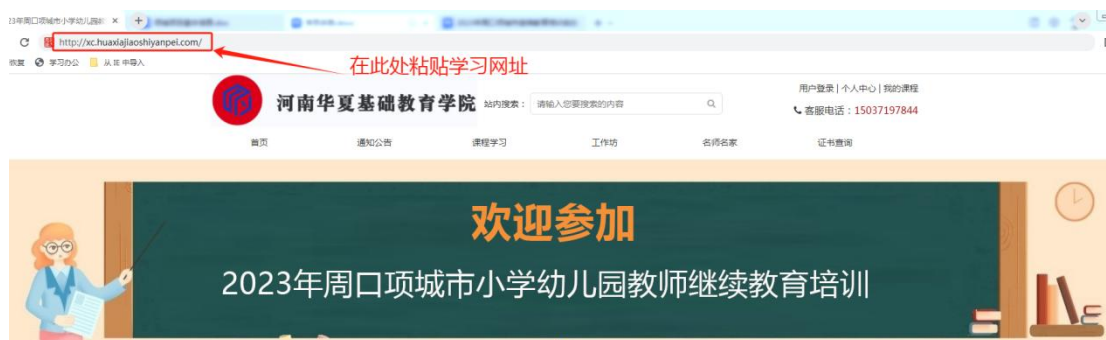 23年周口项城市小学幼儿园教
http://xc.huaxiajiaoshiyanpei.com/
恢复 学习办公 从 IE 中导入
在此处粘贴学习网址
用户登录 | 个人中心 | 我的课程
河南华夏基础教育学院 站内搜索： 请输入您要搜索的内容
客服电话：15037197844
首页 通知公告 课程学习 工作坊 名师名家 证书查询
欢迎参加
2023年周口项城市小学幼儿园教师继续教育培训